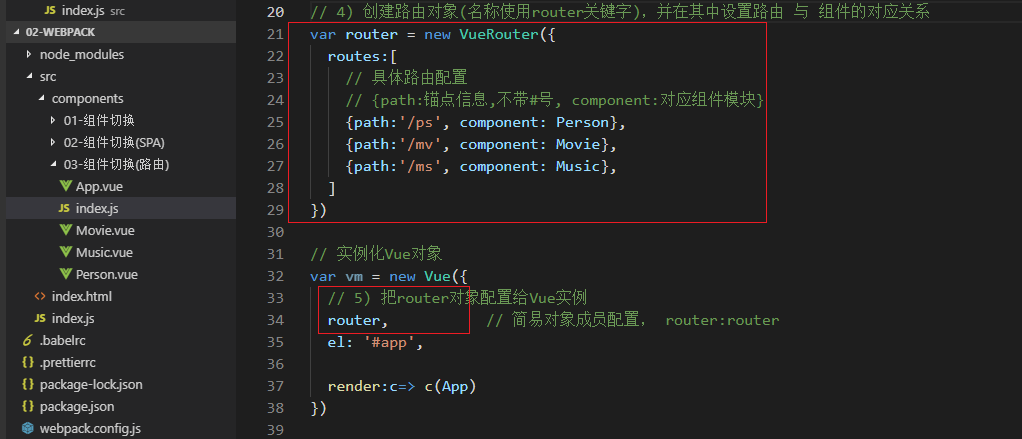 JS index.js src
02-WEBPACK
node_modules
src
components
01-组件切换
02-组件切换(SPA)
03-组件切换(路由)
App.vue
JS index.js
Movie.vue
Music.vue
Person.vue
<> index.html
JS index.js
.babelrc
{} .prettierrc
{} package-lock.json
{} package.json
webpack.config.js
20 // 4) 创建路由对象(名称使用router关键字), 并在其中设置路由 与 组件的对应关系
21 var router = new VueRouter({
22 routes:[
23 // 具体路由配置
24 // {path:锚点信息,不带#号, component:对应组件模块}
25 {path:'/ps', component: Person},
26 {path:'/mv', component: Movie},
27 {path:'/ms', component: Music},
28 ]
29 })
30
31 // 实例化Vue对象
32 var vm = new Vue({
33 // 5) 把router对象配置给Vue实例
34 router, // 简易对象成员配置, router:router
35 el: '#app',
36
37 render:c=> c(App)
38 })
39